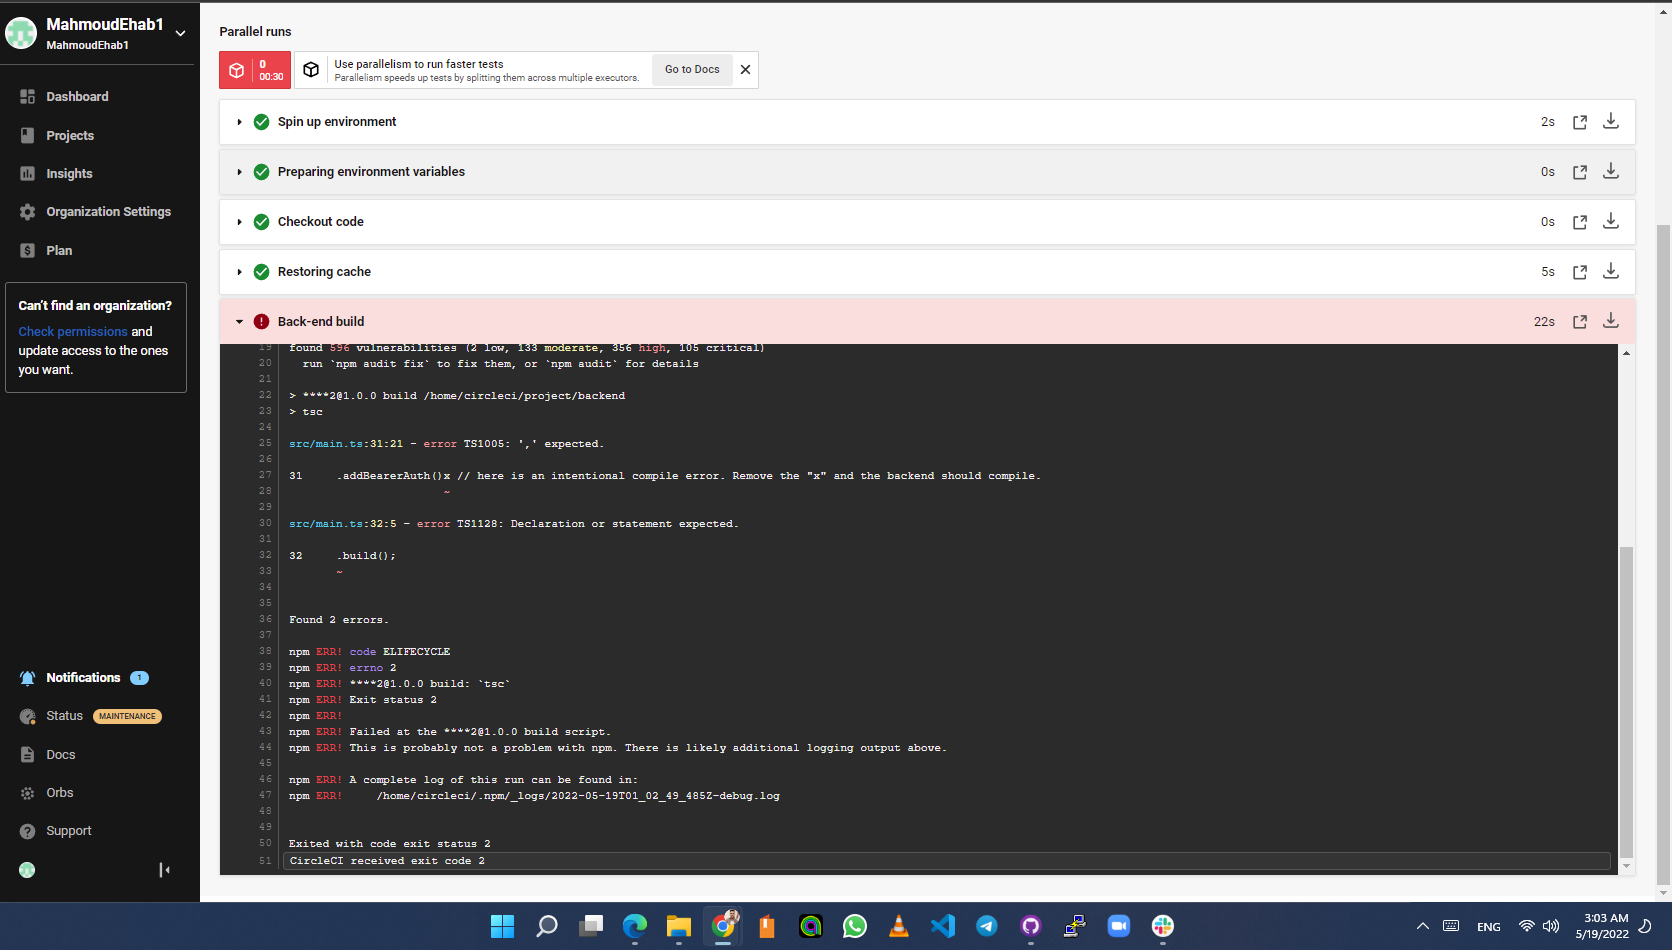 MahmoudEhab1
MahmoudEhab1
Dashboard
Projects
Insights
Organization Settings
Plan
Can't find an organization?
Check permissions and
update access to the ones
you want.
Notifications 1
Status MAINTENANCE
Docs
Orbs
Support
Parallel runs
0
00:30
Use parallelism to run faster tests
Parallelism speeds up tests by splitting them across multiple executors.
Go to Docs
Spin up environment 2s
Preparing environment variables 0s
Checkout code 0s
Restoring cache 5s
Back-end build 22s
19 found 596 vulnerabilities (2 low, 133 moderate, 356 high, 105 critical)
20 run `npm audit fix` to fix them, or `npm audit` for details
21
22 > ****2@1.0.0 build /home/circleci/project/backend
23 > tsc
24
25 src/main.ts:31:21 - error TS1005: ',' expected.
26
27 31 .addBearerAuth()x // here is an intentional compile error. Remove the "x" and the backend should compile.
28 ~
29
30 src/main.ts:32:5 - error TS1128: Declaration or statement expected.
31
32 32 .build();
33 ~
34
35
36 Found 2 errors.
37
38 npm ERR! code ELIFECYCLE
39 npm ERR! errno 2
40 npm ERR! ****2@1.0.0 build: `tsc`
41 npm ERR! Exit status 2
42 npm ERR!
43 npm ERR! Failed at the ****2@1.0.0 build script.
44 npm ERR! This is probably not a problem with npm. There is likely additional logging output above.
45
46 npm ERR! A complete log of this run can be found in:
47 npm ERR! /home/circleci/.npm/_logs/2022-05-19T01_02_49_485Z-debug.log
48
49
50 Exited with code exit status 2
51 CircleCI received exit code 2
ENG
3:03 AM
5/19/2022